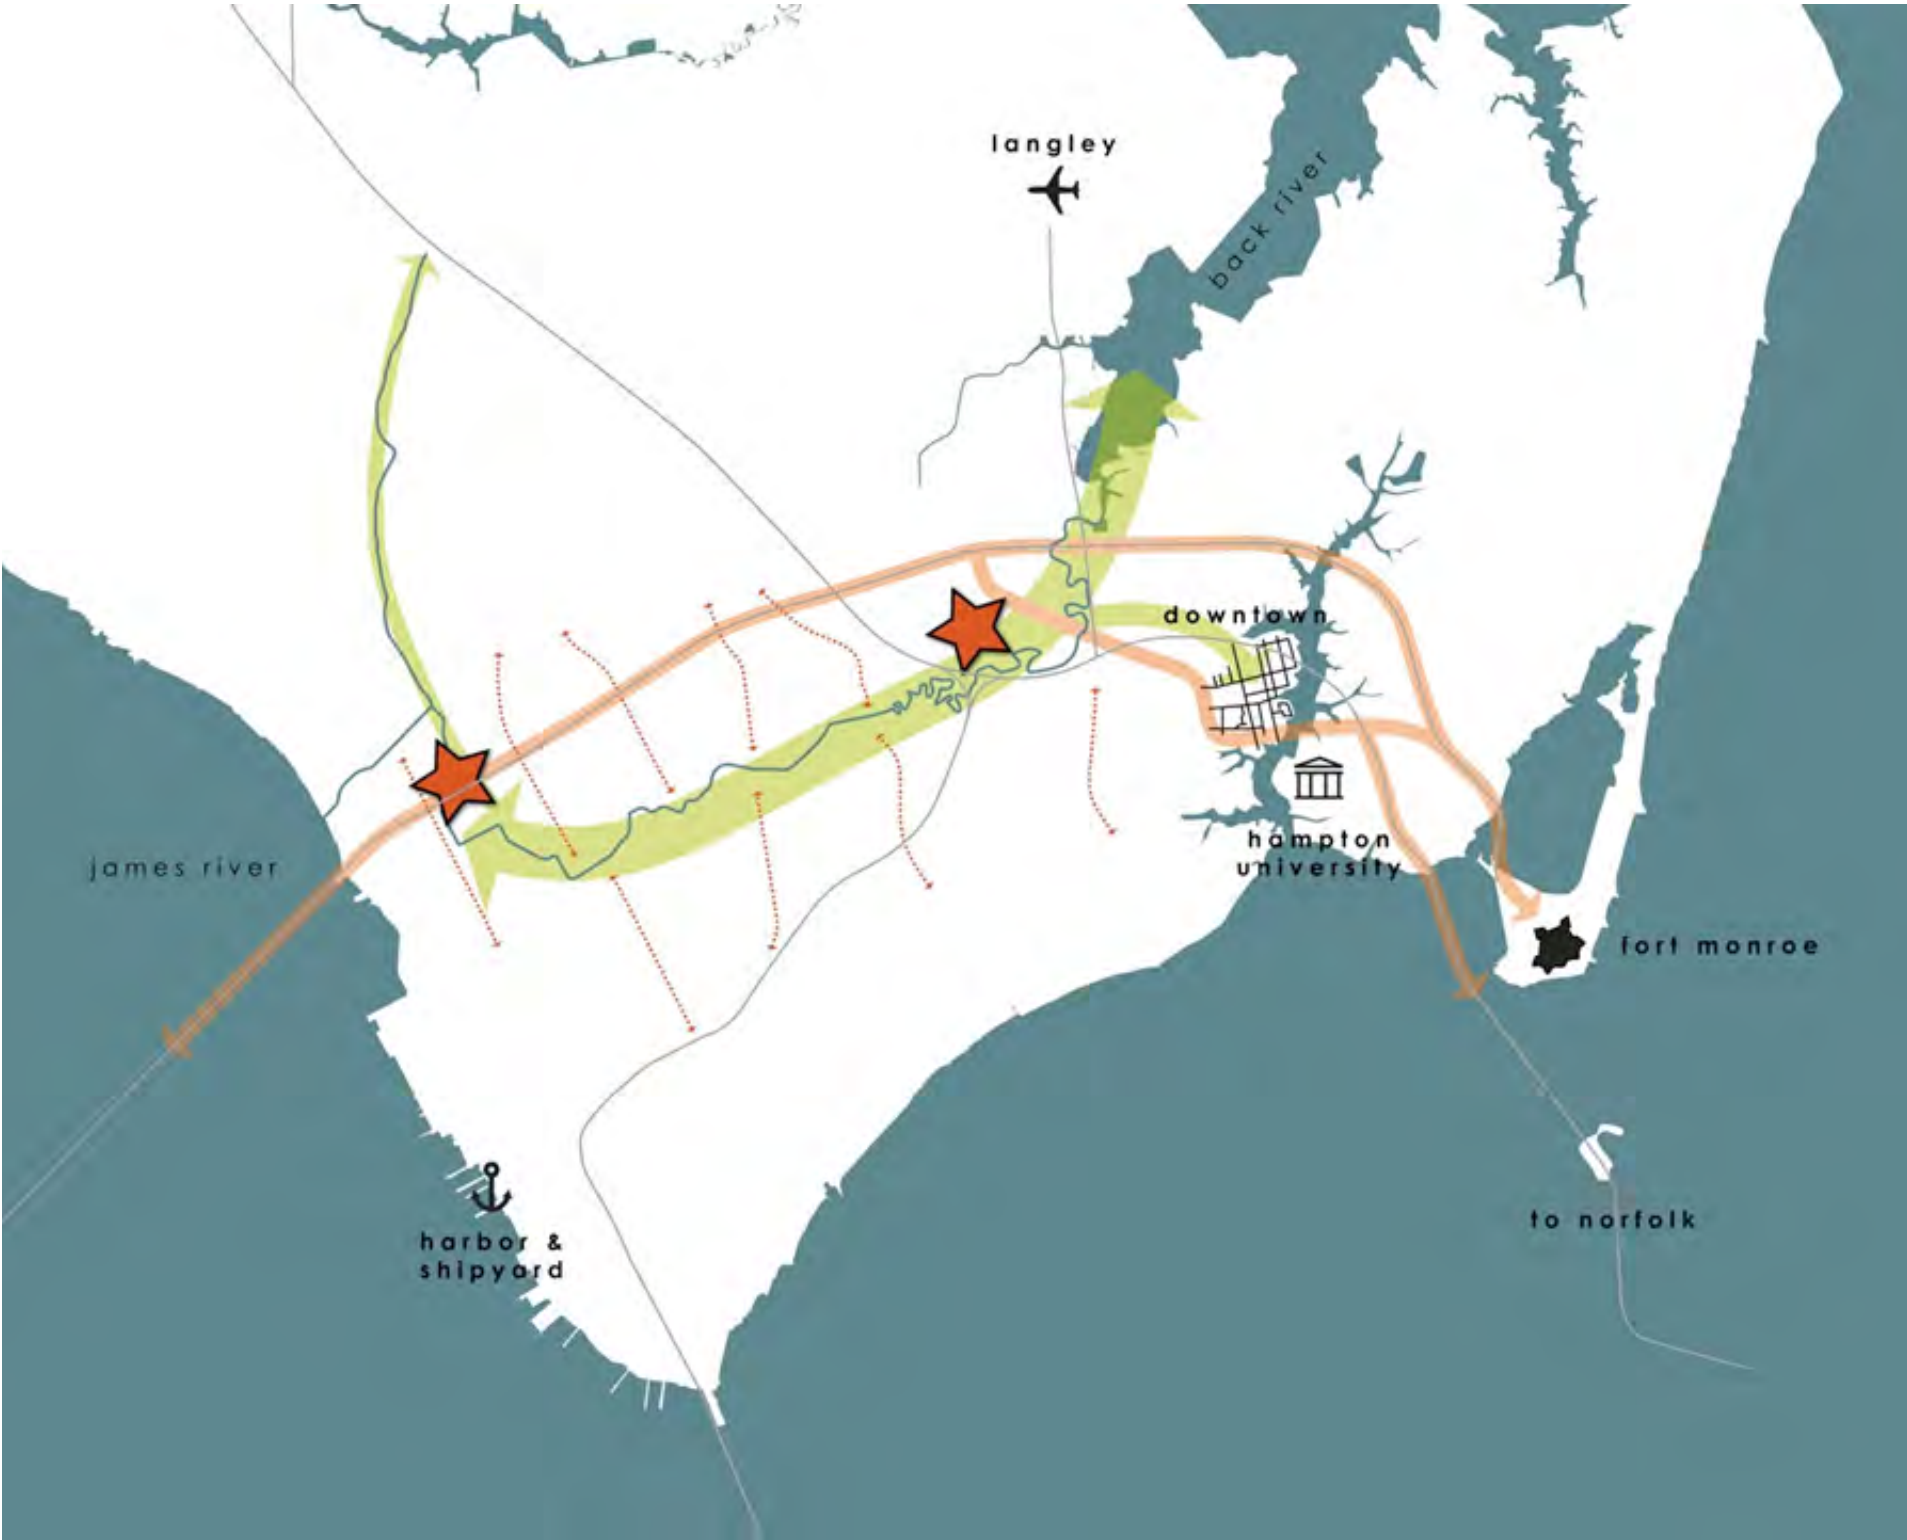 langley
back river
downtown
hampton
university
james river
fort monroe
to norfolk
harbor &
shipyard